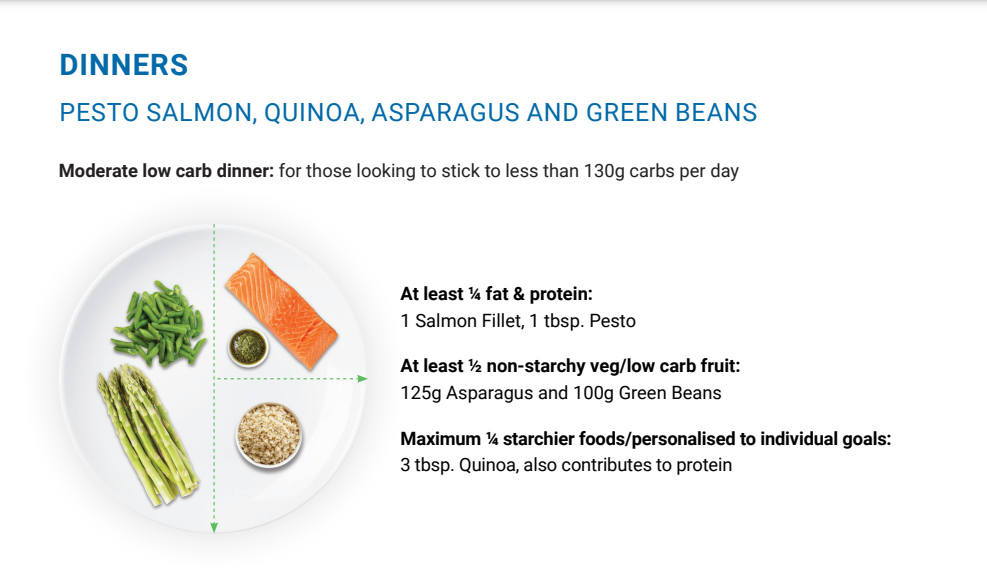 DINNERS
PESTO SALMON, QUINOA, ASPARAGUS AND GREEN BEANS
Moderate low carb dinner: for those looking to stick to less than 130g carbs per day
At least ¼ fat & protein:
1 Salmon Fillet, 1 tbsp. Pesto
At least ½ non-starchy veg/low carb fruit:
125g Asparagus and 100g Green Beans
Maximum ¼ starchier foods/personalised to individual goals:
3 tbsp. Quinoa, also contributes to protein